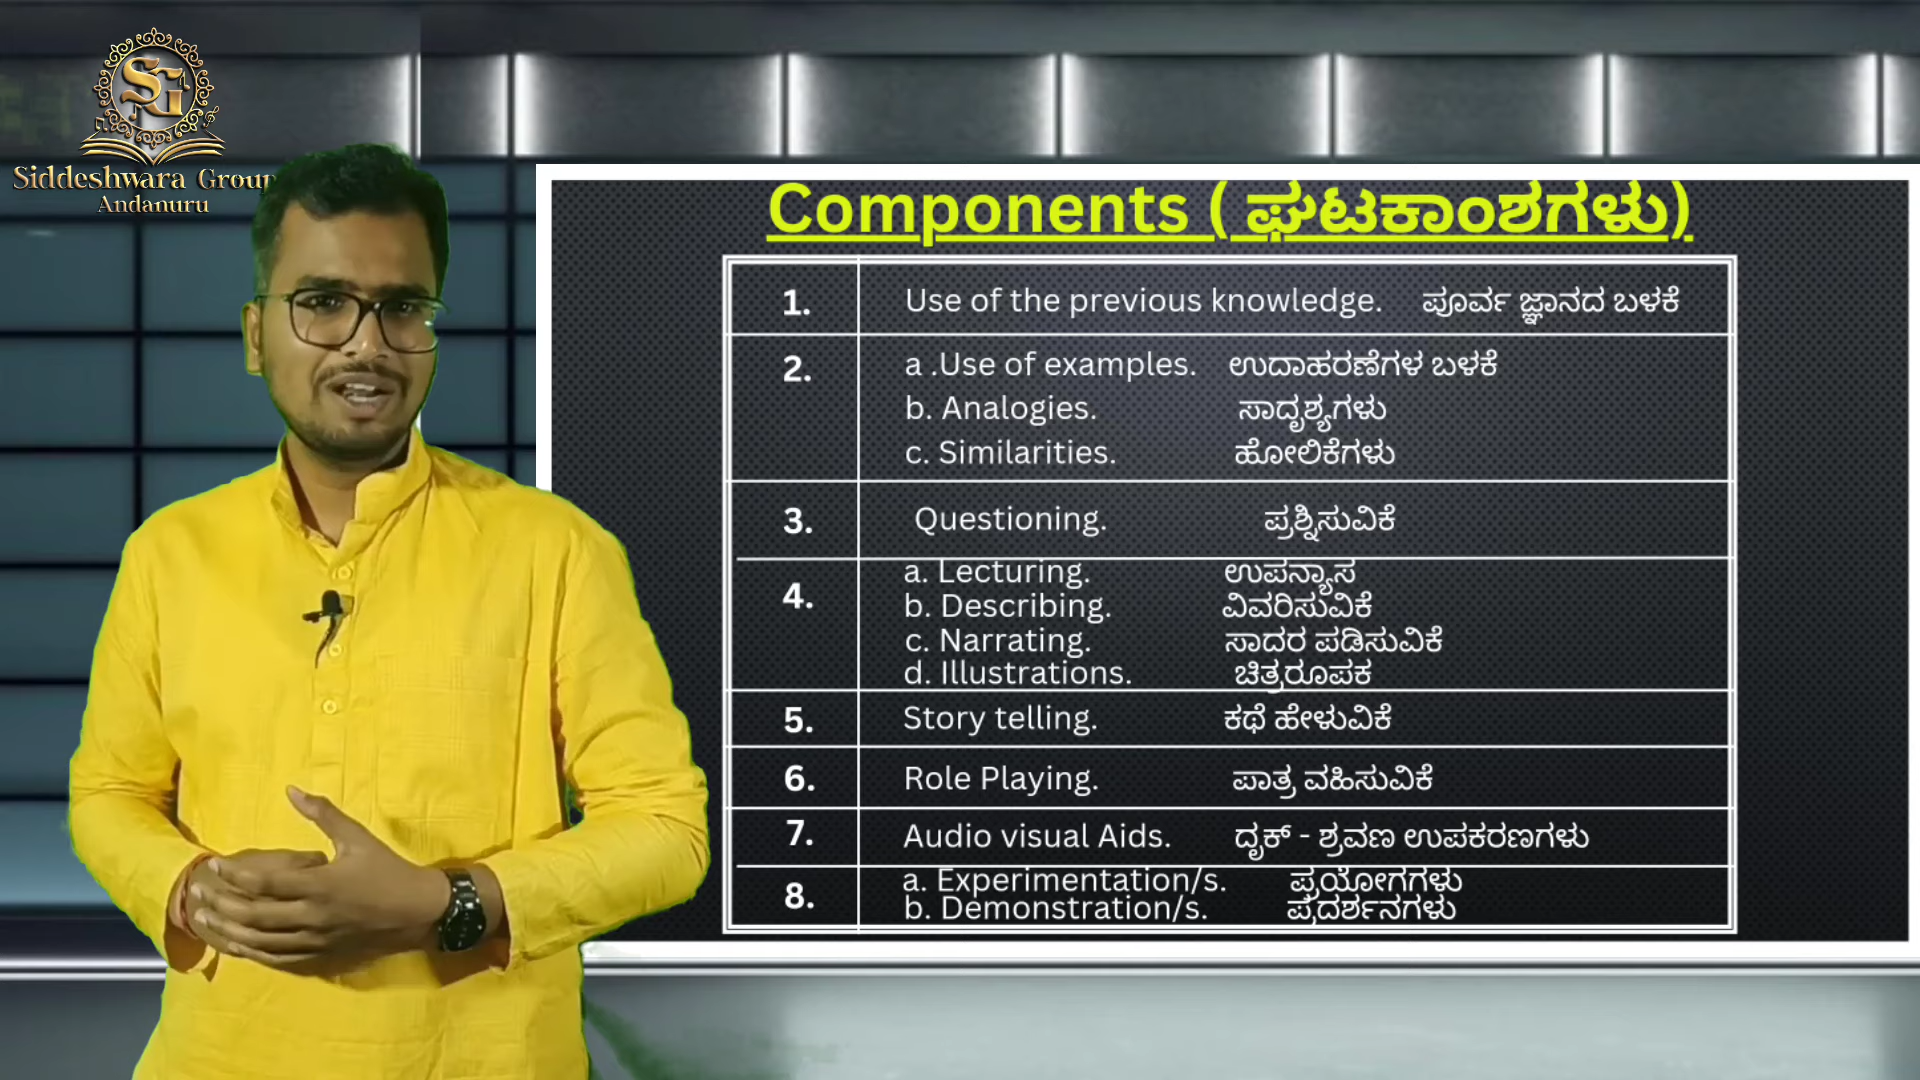 SG
Siddeshwara Group
Andanuru
Components ( ಘಟಕಾಂಶಗಳು)
1. Use of the previous knowledge. ಪೂರ್ವ ಜ್ಞಾನದ ಬಳಕೆ
2. a .Use of examples. ಉದಾಹರಣೆಗಳ ಬಳಕೆ
b. Analogies. ಸಾದೃಶ್ಯಗಳು
c. Similarities. ಹೋಲಿಕೆಗಳು
3. Questioning. ಪ್ರಶ್ನಿಸುವಿಕೆ
4. a. Lecturing. ಉಪನ್ಯಾಸ
b. Describing. ವಿವರಿಸುವಿಕೆ
c. Narrating. ಸಾದರ ಪಡಿಸುವಿಕೆ
d. Illustrations. ಚಿತ್ರರೂಪಕ
5. Story telling. ಕಥೆ ಹೇಳುವಿಕೆ
6. Role Playing. ಪಾತ್ರ ವಹಿಸುವಿಕೆ
7. Audio visual Aids. ದೃಕ್ - ಶ್ರವಣ ಉಪಕರಣಗಳು
8. a. Experimentation/s. ಪ್ರಯೋಗಗಳು
b. Demonstration/s. ಪ್ರದರ್ಶನಗಳು